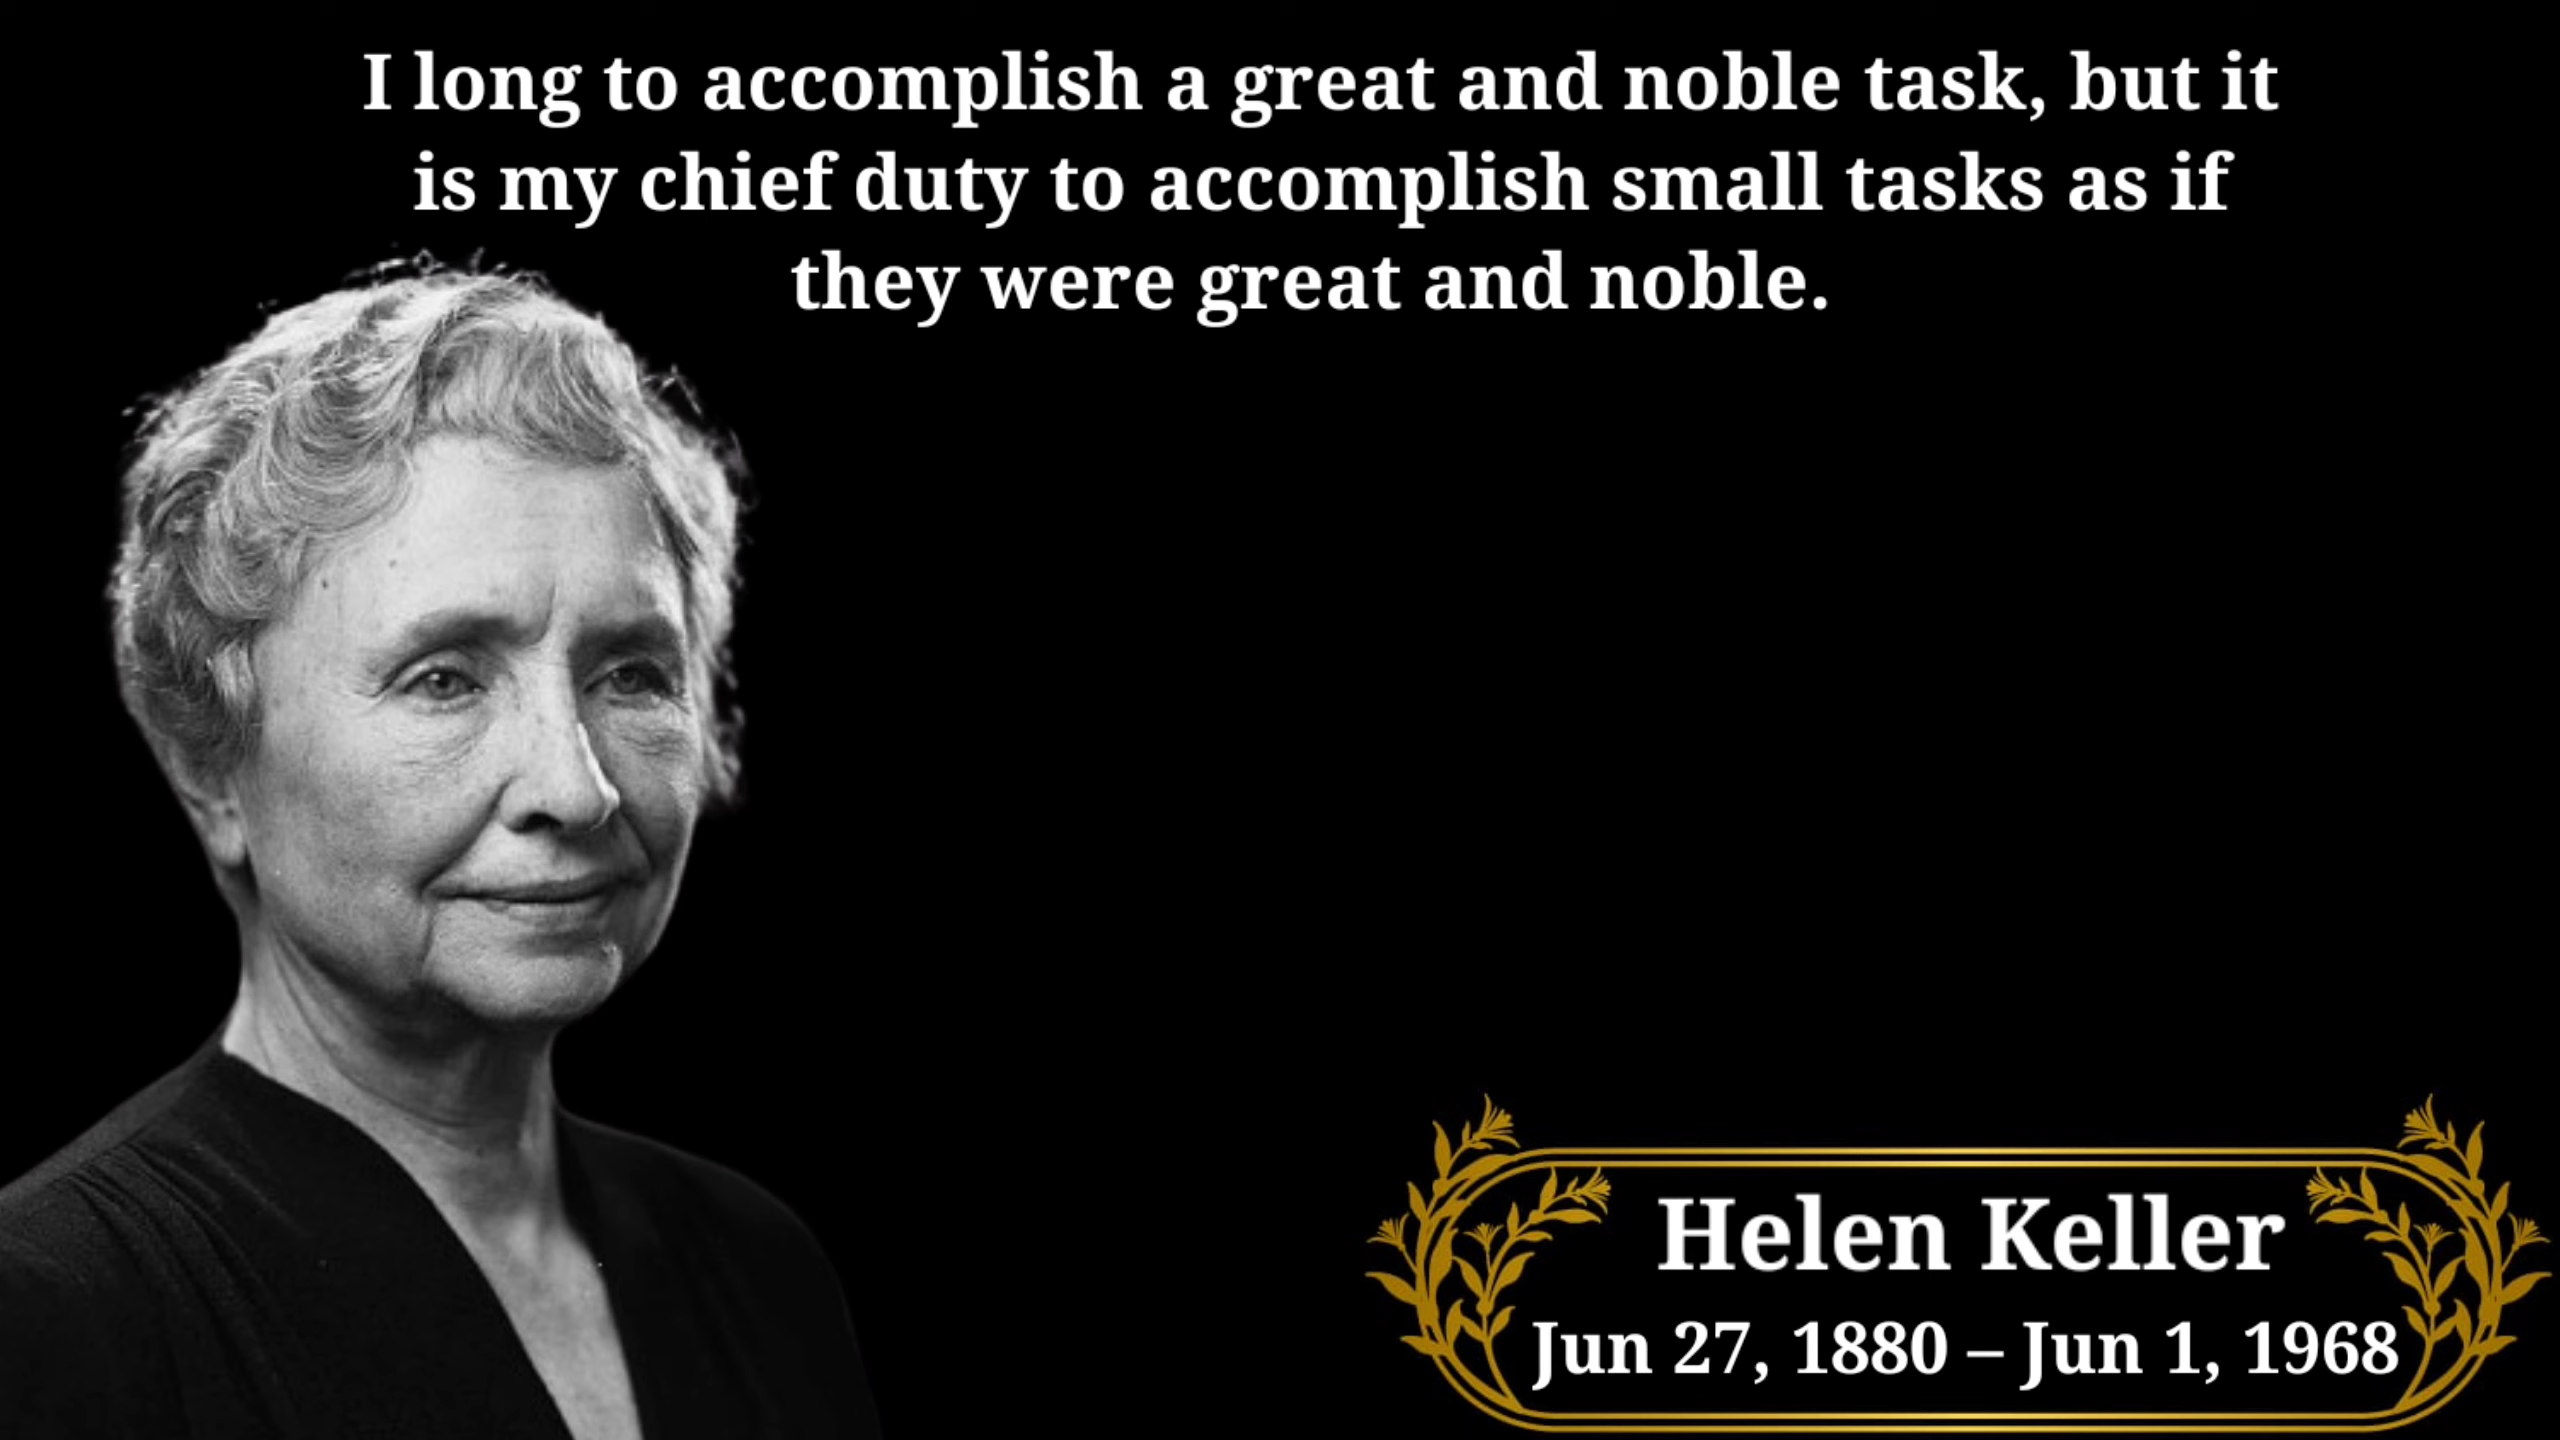 I long to accomplish a great and noble task, but it
is my chief duty to accomplish small tasks as if
they were great and noble.
Helen Keller
Jun 27, 1880 – Jun 1, 1968